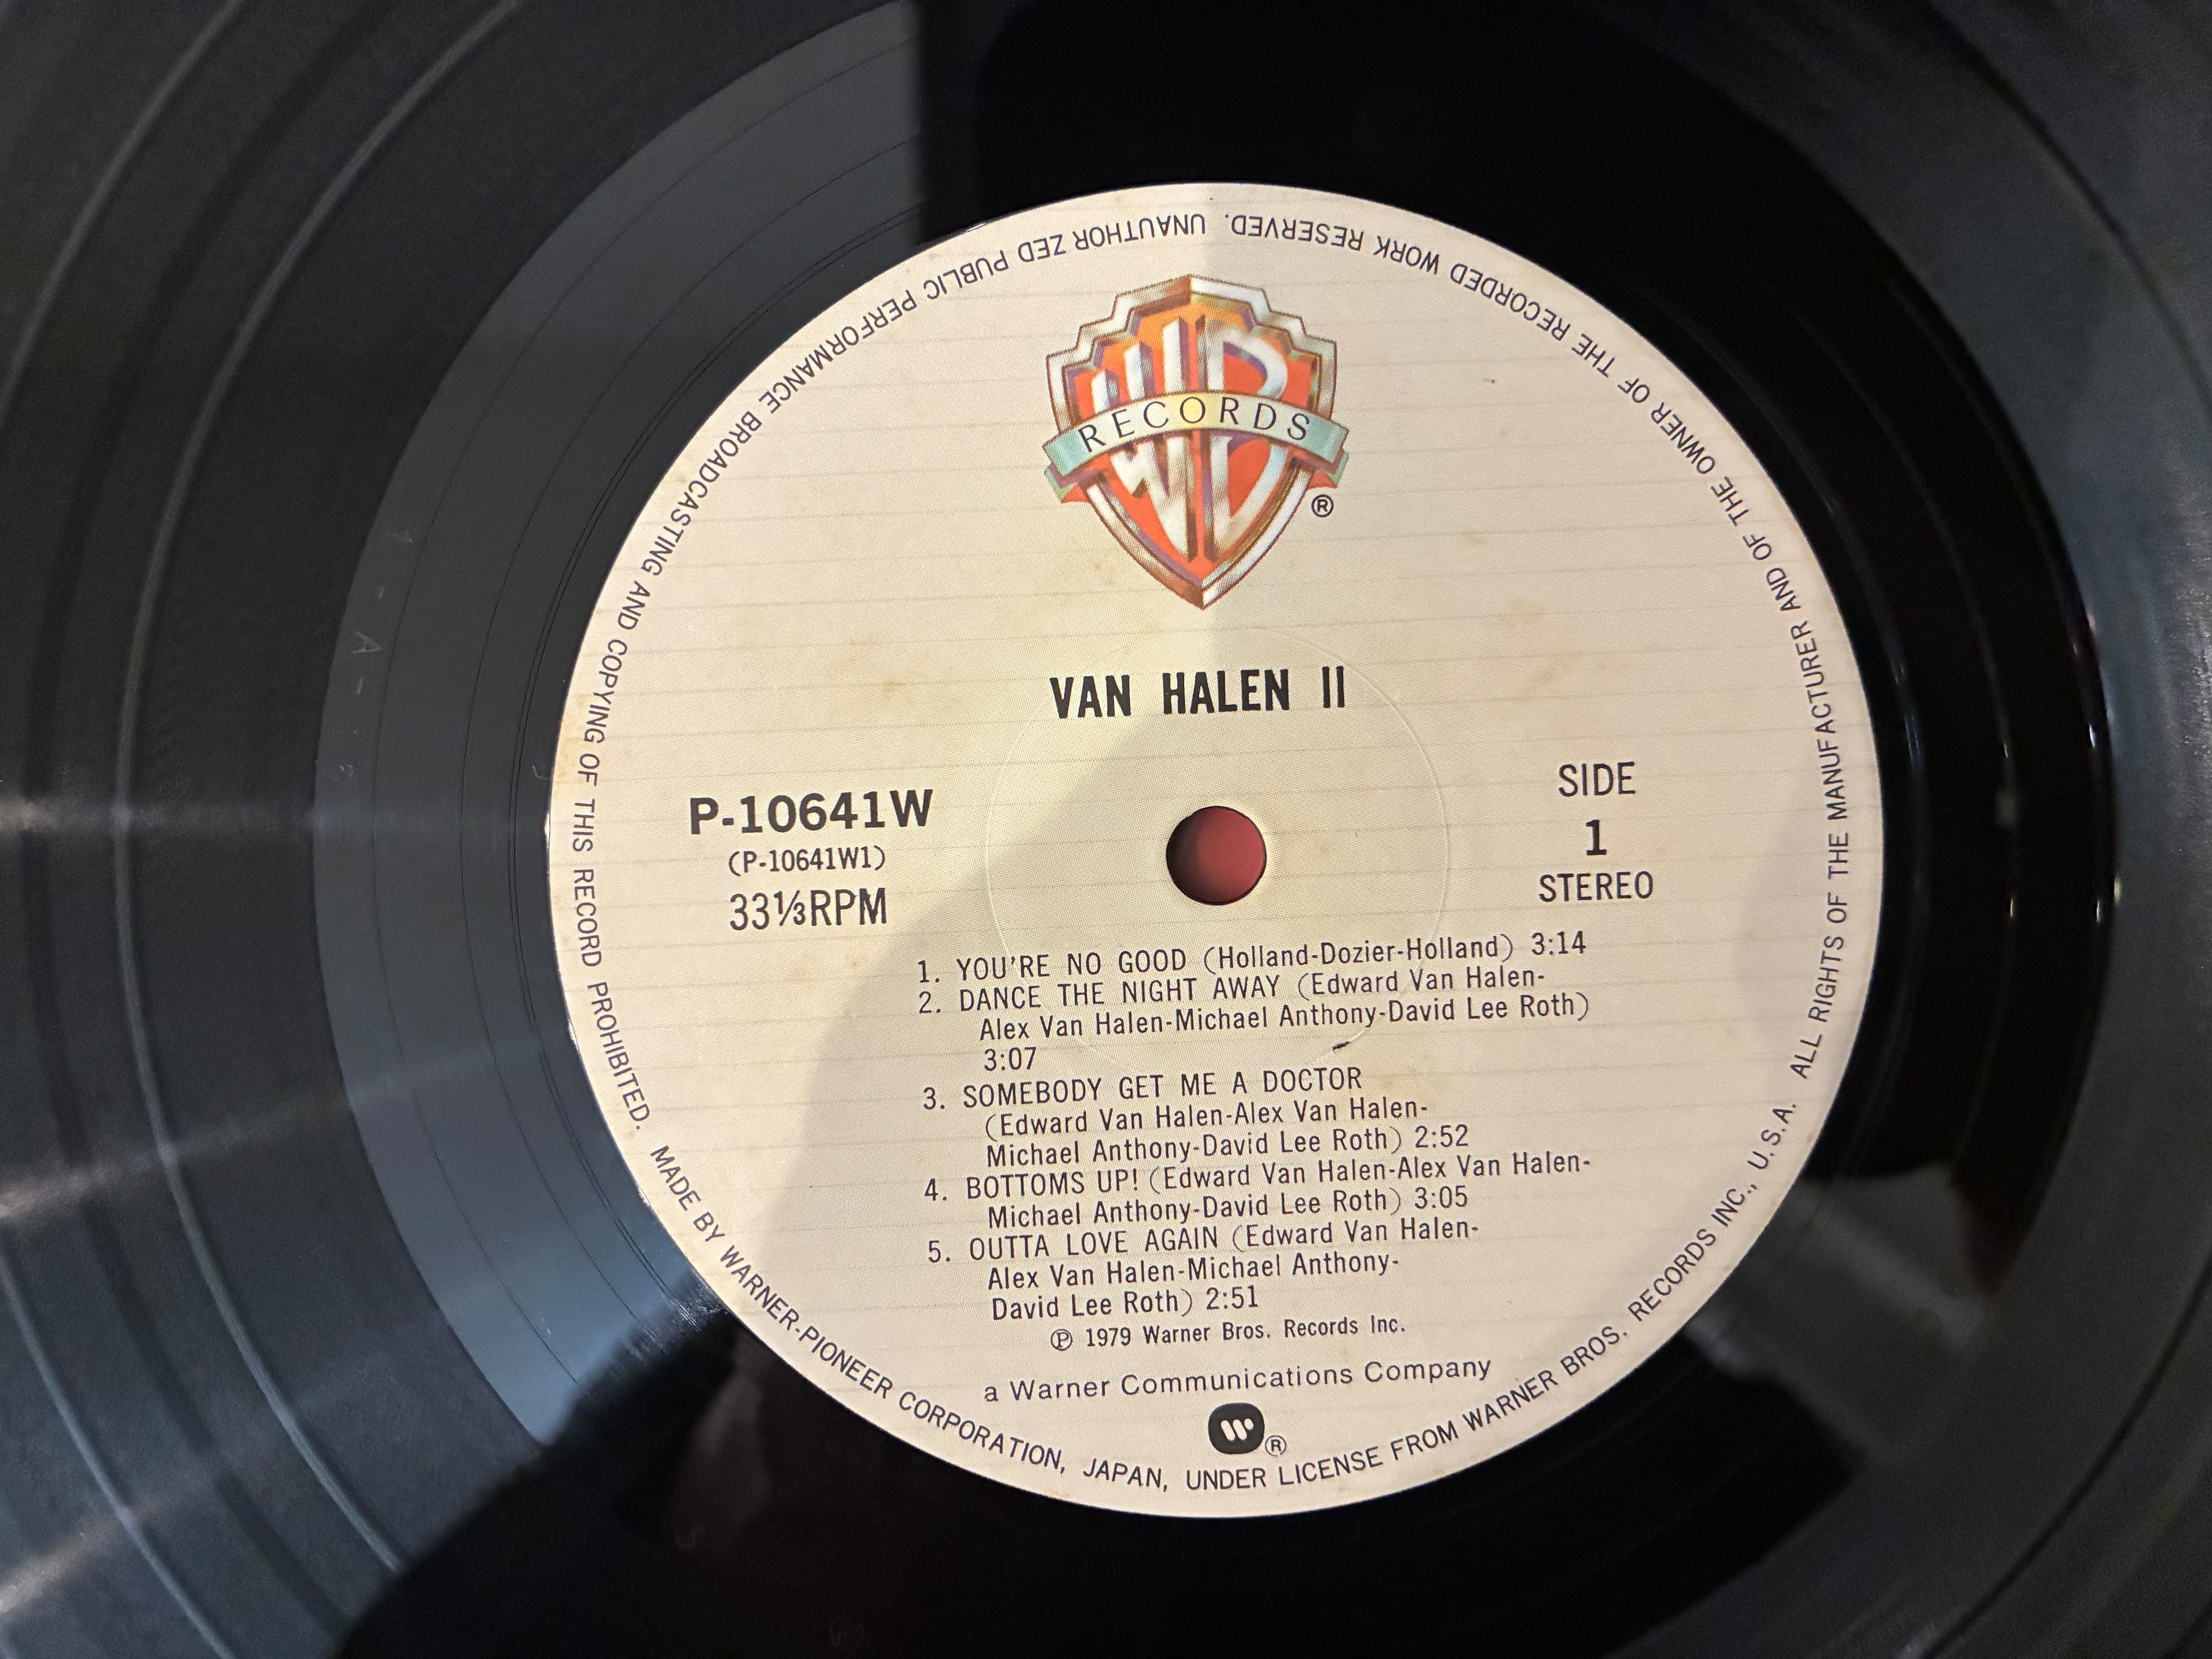 UNAUTHOR ZED PUBLIC PERFORMANCE BROADCASTING AND COPYING OF THIS RECORD PROHIBITED. MADE BY WARNER-PIONEER CORPORATION, JAPAN, UNDER LICENSE FROM WARNER BROS. RECORDS INC., U.S.A. ALL RIGHTS OF THE MANUFACTURER AND OF THE OWNER OF THE RECORDED WORK RESERVED.
WB
RECORDS
®
VAN HALEN II
P-10641W
(P-10641W1)
33⅓RPM
SIDE
1
STEREO
1. YOU'RE NO GOOD (Holland-Dozier-Holland) 3:14
2. DANCE THE NIGHT AWAY (Edward Van Halen-
Alex Van Halen-Michael Anthony-David Lee Roth)
3:07
3. SOMEBODY GET ME A DOCTOR
(Edward Van Halen-Alex Van Halen-
Michael Anthony-David Lee Roth) 2:52
4. BOTTOMS UP! (Edward Van Halen-Alex Van Halen-
Michael Anthony-David Lee Roth) 3:05
5. OUTTA LOVE AGAIN (Edward Van Halen-
Alex Van Halen-Michael Anthony-
David Lee Roth) 2:51
℗ 1979 Warner Bros. Records Inc.
a Warner Communications Company
®